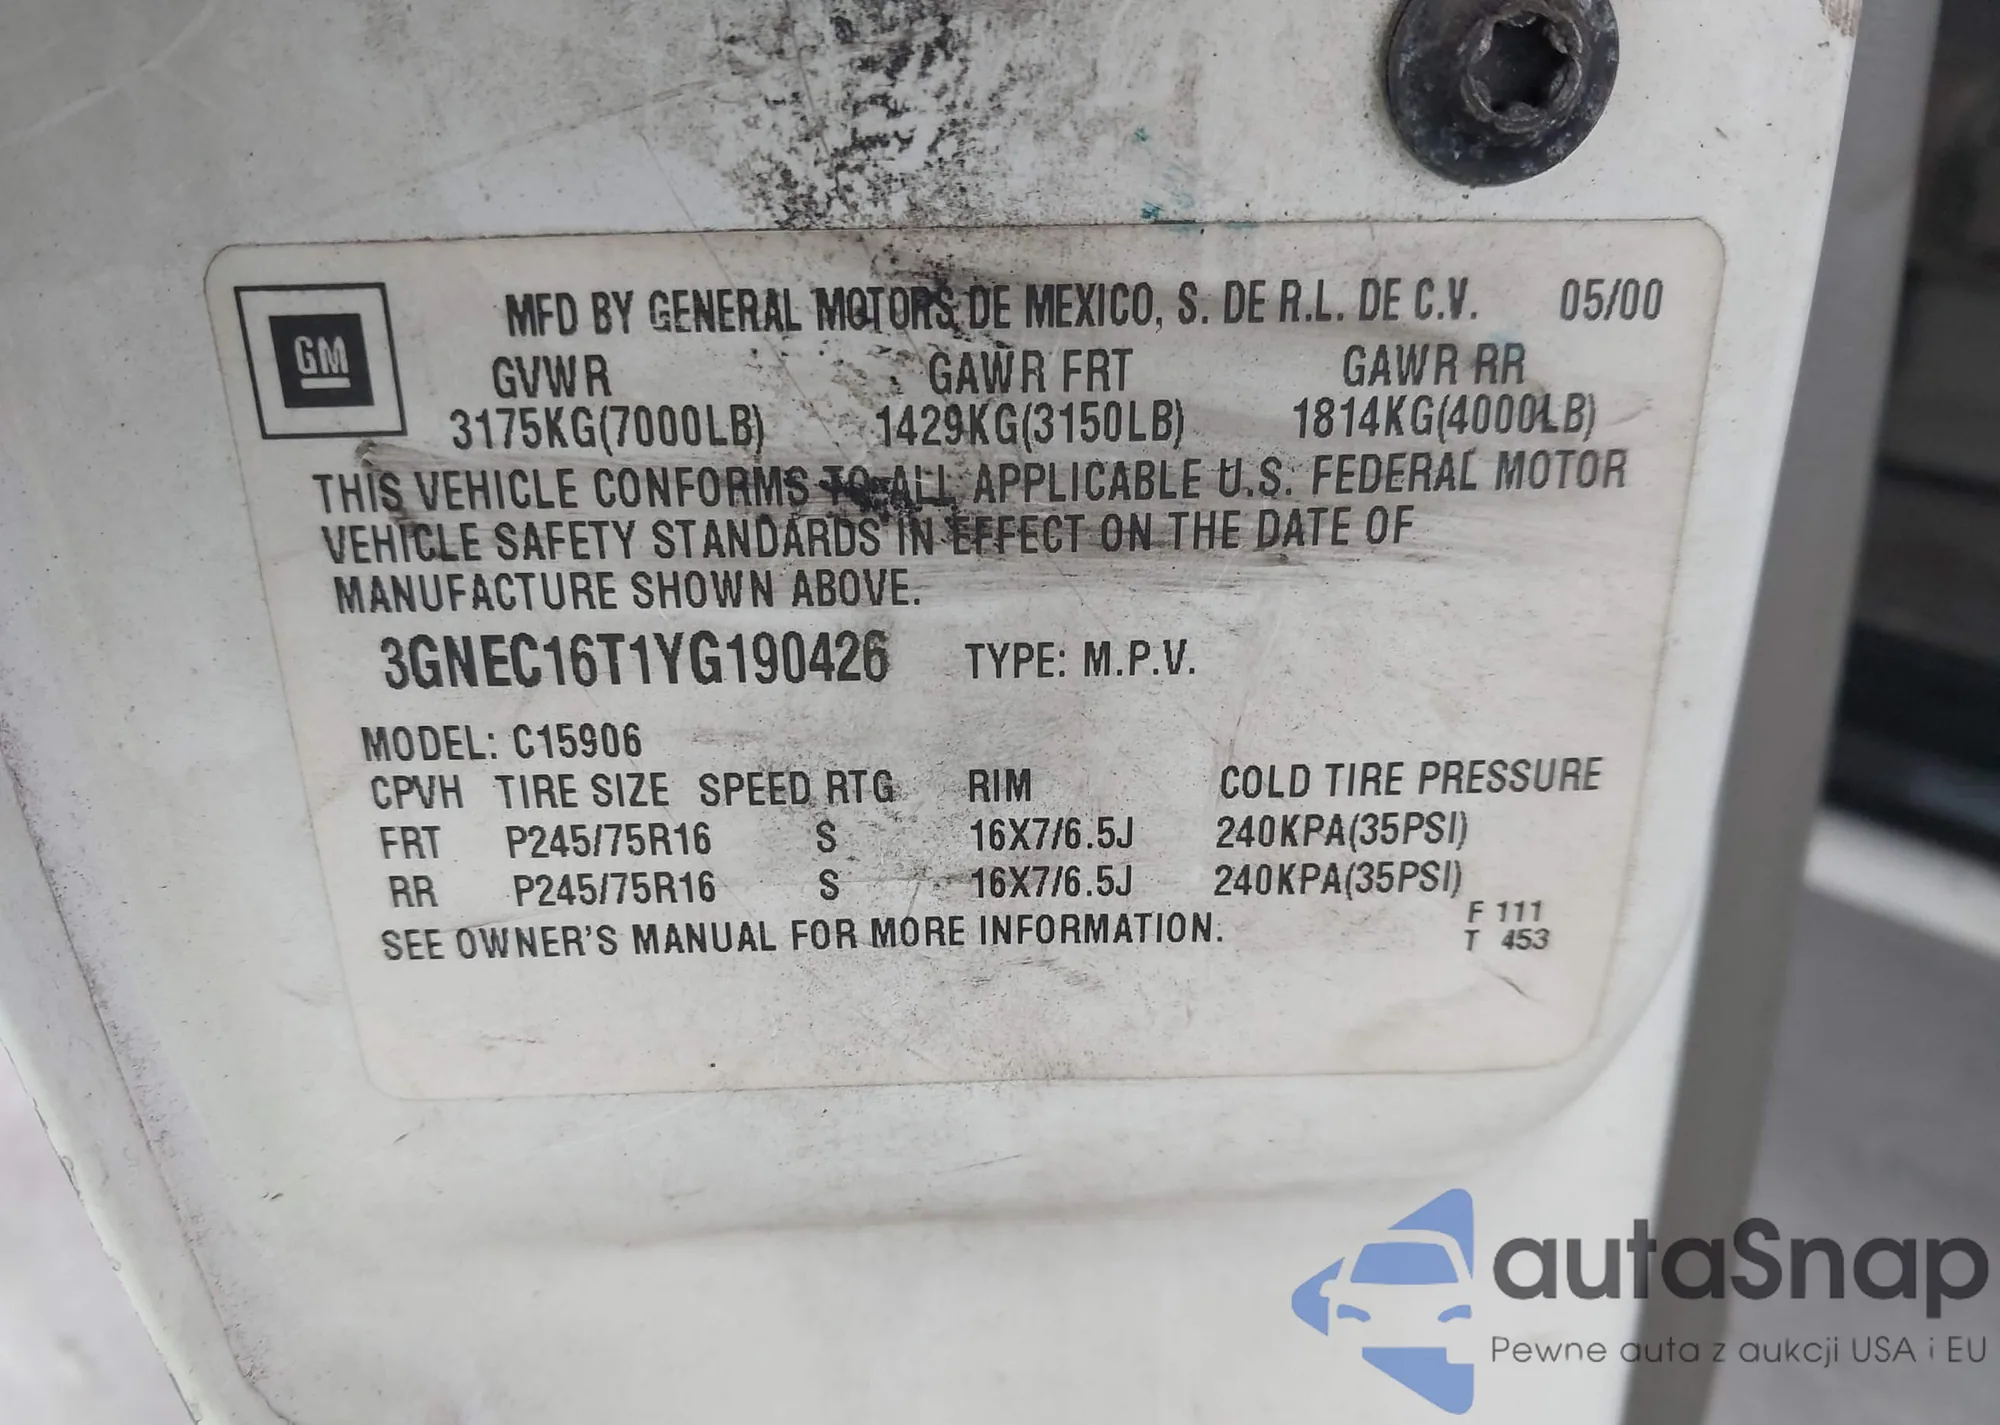 GM
MFD BY GENERAL MOTORS DE MEXICO, S. DE R.L. DE C.V. 05/00
GVWR GAWR FRT GAWR RR
3175KG(7000LB) 1429KG(3150LB) 1814KG(4000LB)
THIS VEHICLE CONFORMS TO ALL APPLICABLE U.S. FEDERAL MOTOR
VEHICLE SAFETY STANDARDS IN EFFECT ON THE DATE OF
MANUFACTURE SHOWN ABOVE.
3GNEC16T1YG190426 TYPE: M.P.V.
MODEL: C15906
CPVH TIRE SIZE SPEED RTG RIM COLD TIRE PRESSURE
FRT P245/75R16 S 16X7/6.5J 240KPA(35PSI)
RR P245/75R16 S 16X7/6.5J 240KPA(35PSI)
SEE OWNER'S MANUAL FOR MORE INFORMATION.
F 111
T 453
autaSnap
Pewne auta z aukcji USA i EU